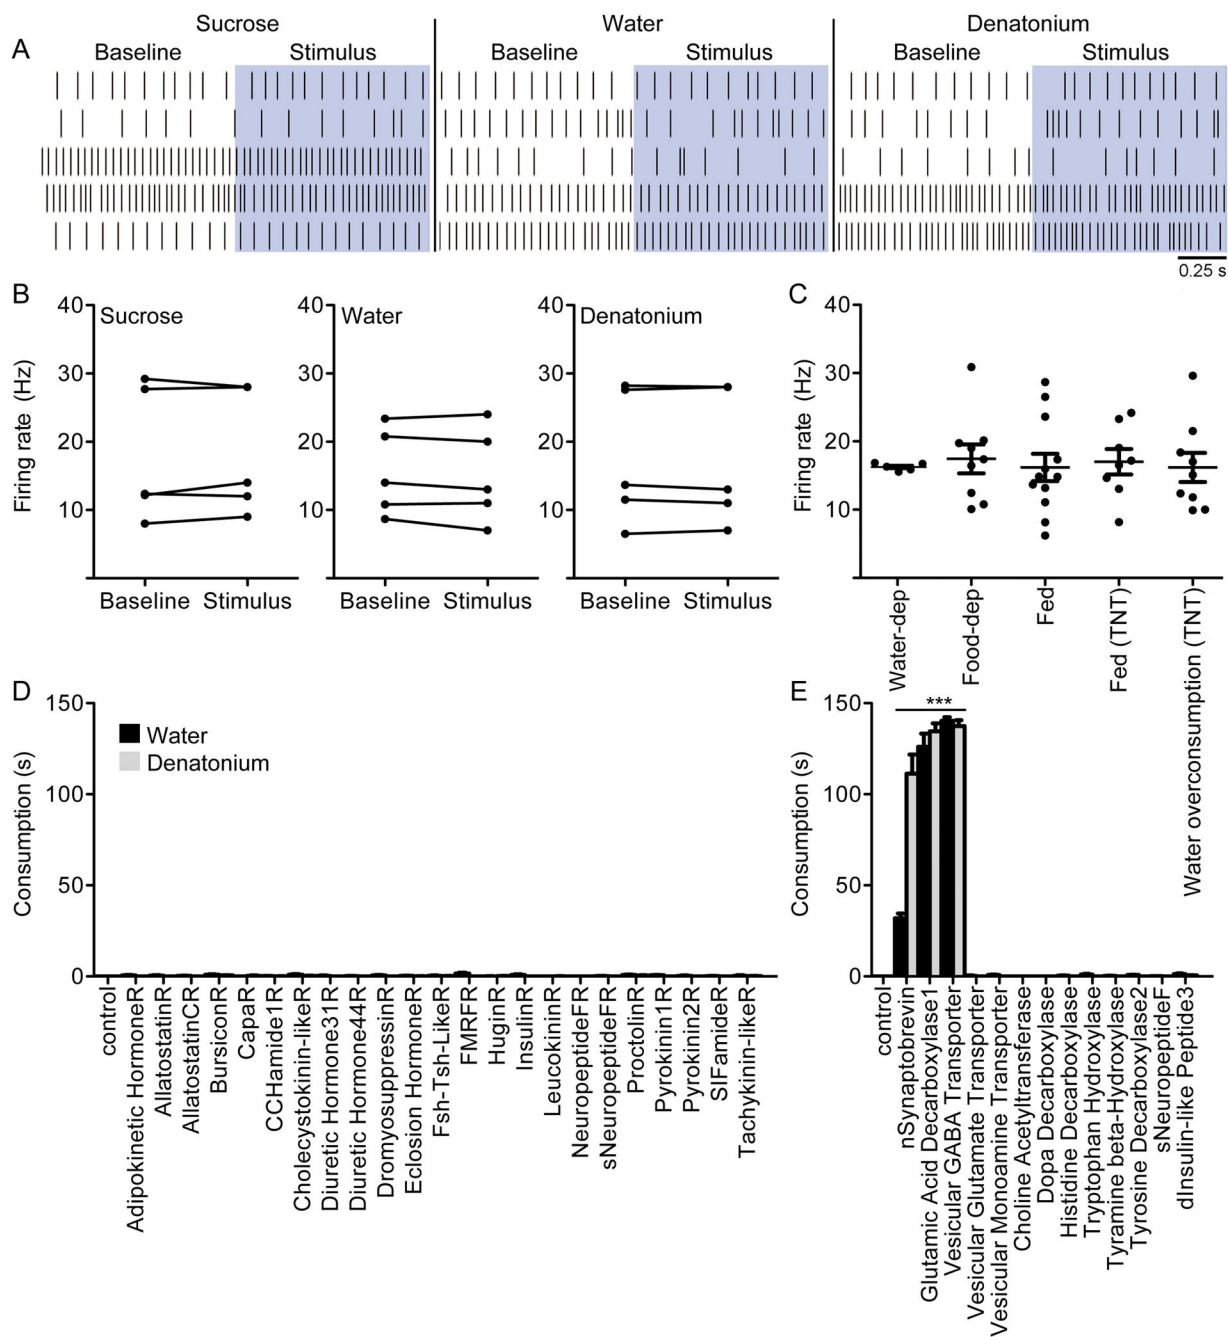 Sucrose
Water
Denatonium
A
Baseline
Stimulus
Baseline
Stimulus
Baseline
Stimulus
0.25 s
B
Firing rate (Hz)
40
30
20
10
Sucrose
Baseline
Stimulus
40
30
20
10
Water
Baseline
Stimulus
40
30
20
10
Denatonium
Baseline
Stimulus
C
Firing rate (Hz)
40
30
20
10
Water-dep
Food-dep
Fed
Fed (TNT)
Water overconsumption (TNT)
D
Consumption (s)
150
100
50
0
Water
Denatonium
control
Adipokinetic HormoneR
AllatostatinR
AllatostatinCR
BursiconR
CapaR
CCHamide1R
Cholecystokinin-likeR
Diuretic Hormone31R
Diuretic Hormone44R
DromyosuppressinR
Eclosion HormoneR
Fsh-Tsh-LikeR
FMRFR
HuginR
InsulinR
LeucokininR
NeuropeptideFR
sNeuropeptideFR
ProctolinR
Pyrokinin1R
Pyrokinin2R
SIFamideR
Tachykinin-likeR
E
Consumption (s)
150
100
50
0
***
control
nSynaptobrevin
Glutamic Acid Decarboxylase1
Vesicular GABA Transporter
Vesicular Glutamate Transporter
Vesicular Monoamine Transporter
Choline Acetyltransferase
Dopa Decarboxylase
Histidine Decarboxylase
Tryptophan Hydroxylase
Tyramine beta-Hydroxylase
Tyrosine Decarboxylase2
sNeuropeptideF
dInsulin-like Peptide3